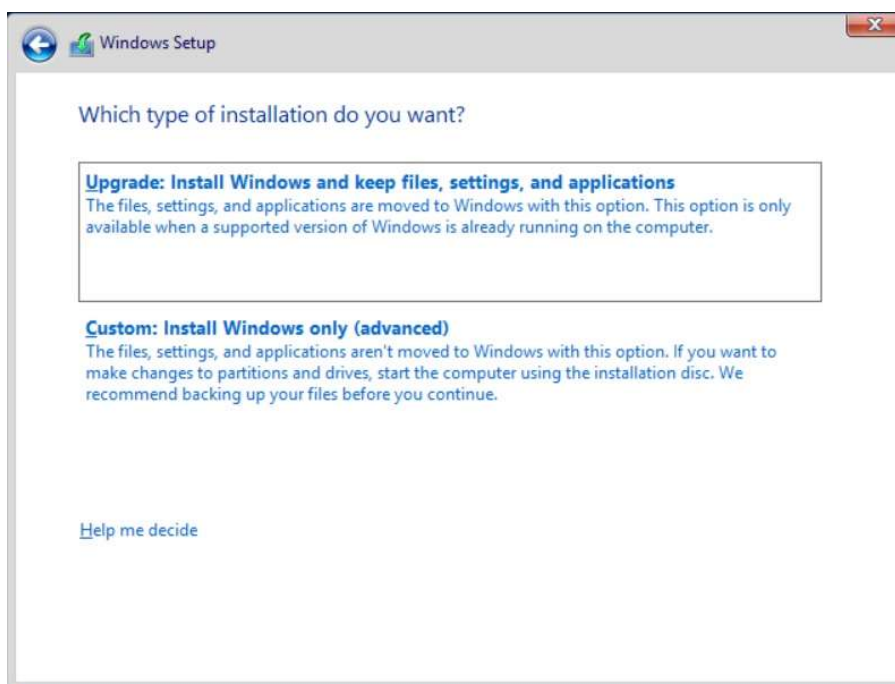 Windows Setup
Which type of installation do you want?
Upgrade: Install Windows and keep files, settings, and applications
The files, settings, and applications are moved to Windows with this option. This option is only
available when a supported version of Windows is already running on the computer.
Custom: Install Windows only (advanced)
The files, settings, and applications aren't moved to Windows with this option. If you want to
make changes to partitions and drives, start the computer using the installation disc. We
recommend backing up your files before you continue.
Help me decide